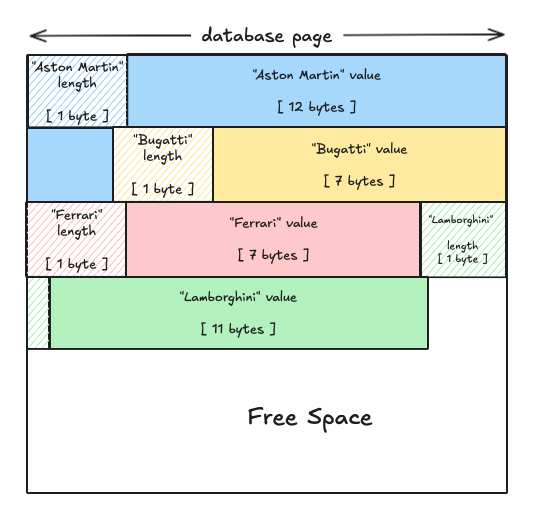 database page
"Aston Martin"
length
[ 1 byte ]
"Aston Martin" value
[ 12 bytes ]
"Bugatti"
length
[ 1 byte ]
"Bugatti" value
[ 7 bytes ]
"Ferrari"
length
[ 1 byte ]
"Ferrari" value
[ 7 bytes ]
"Lamborghini"
length
[ 1 byte ]
"Lamborghini" value
[ 11 bytes ]
Free Space